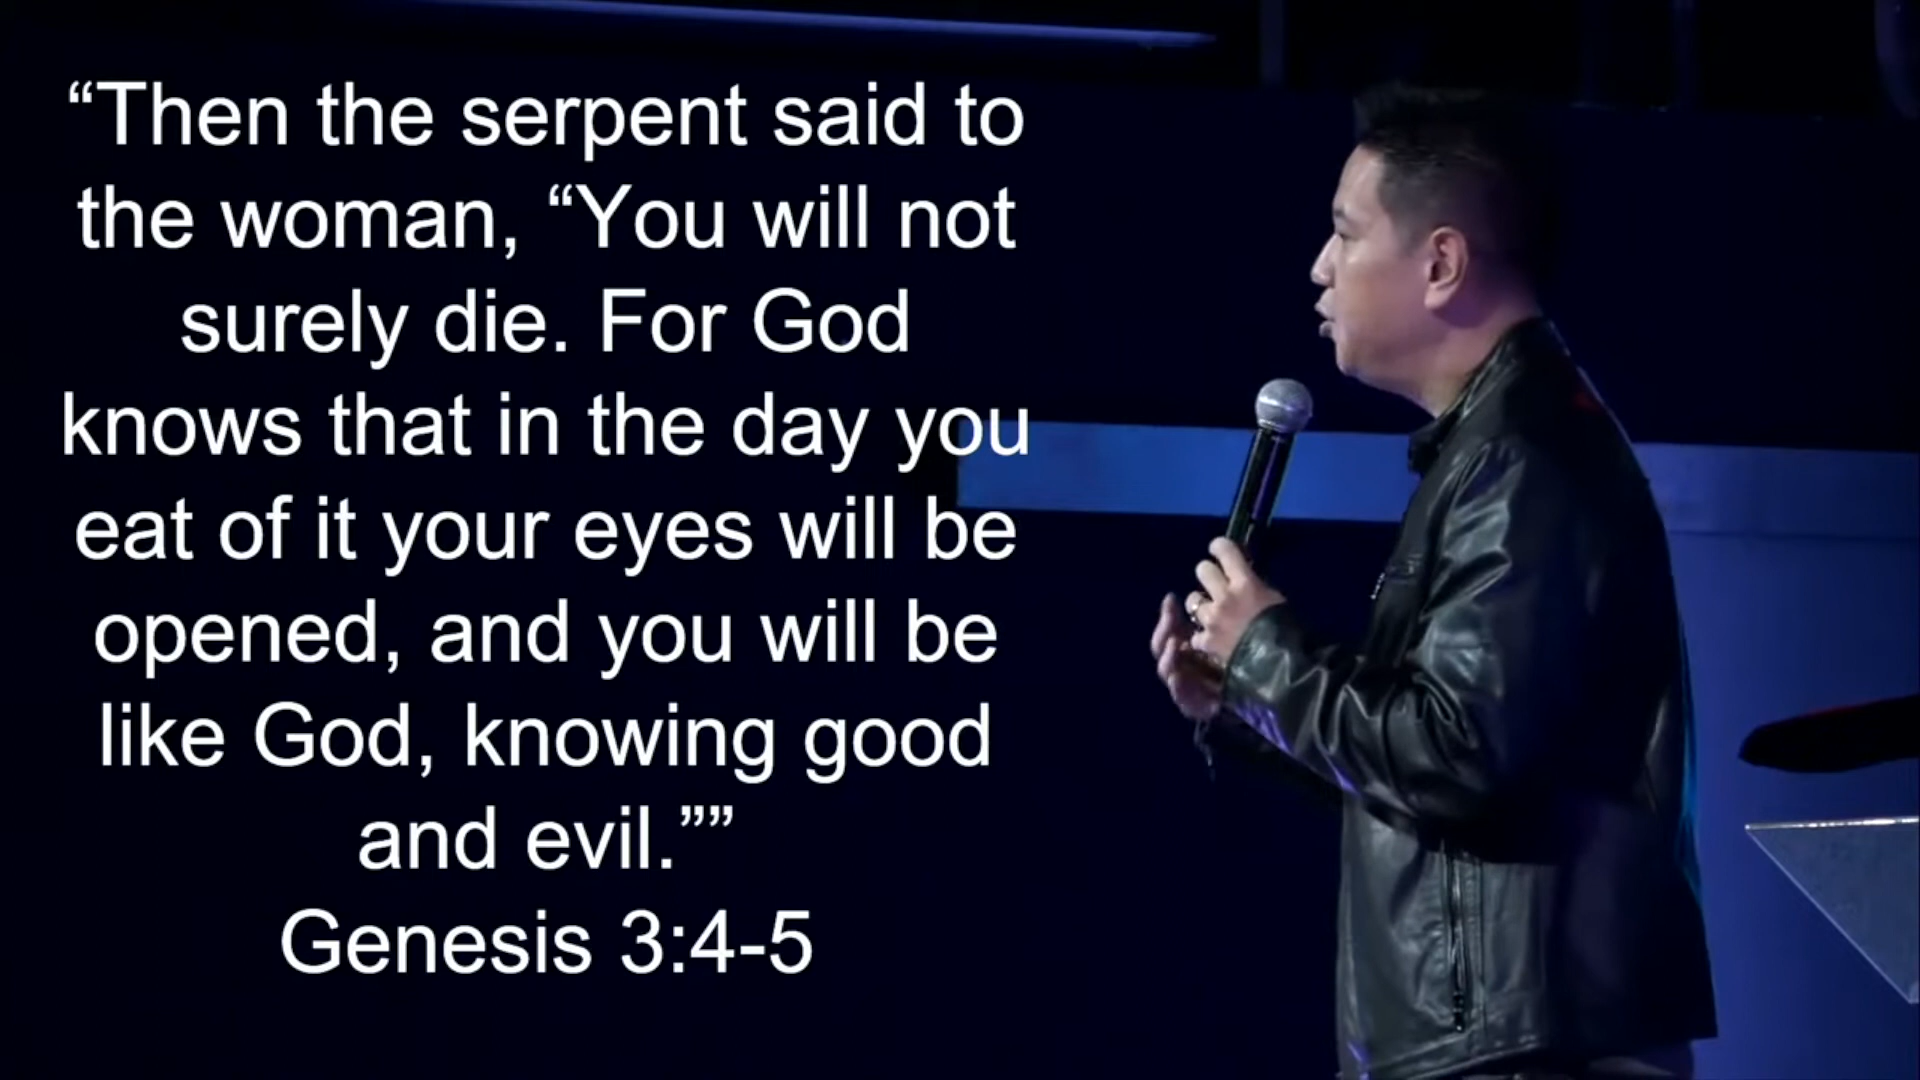 “Then the serpent said to
the woman, “You will not
surely die. For God
knows that in the day you
eat of it your eyes will be
opened, and you will be
like God, knowing good
and evil.””
Genesis 3:4-5